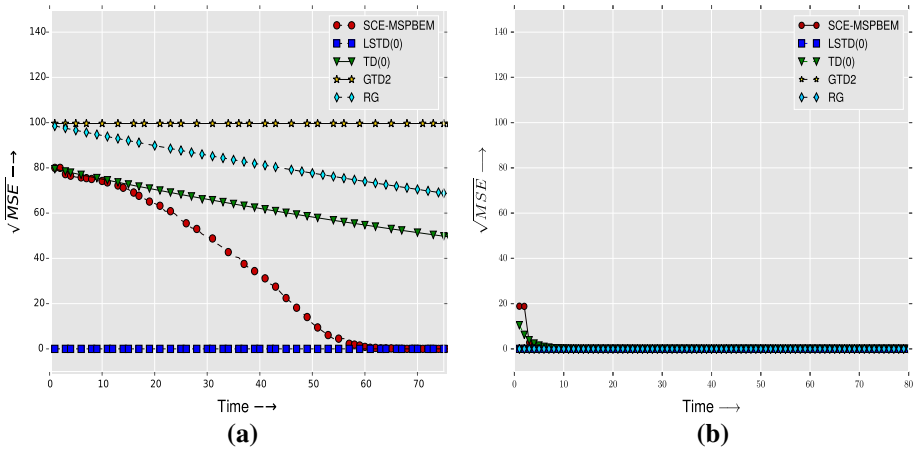 140
120
100
80
60
40
20
0
√MSE -→
0 10 20 30 40 50 60 70
Time -→
SCE-MSPBEM
LSTD(0)
TD(0)
GTD2
RG
(a)
140
120
100
80
60
40
20
0
√MSE ⟶
0 10 20 30 40 50 60 70 80
Time ⟶
SCE-MSPBEM
LSTD(0)
TD(0)
GTD2
RG
(b)